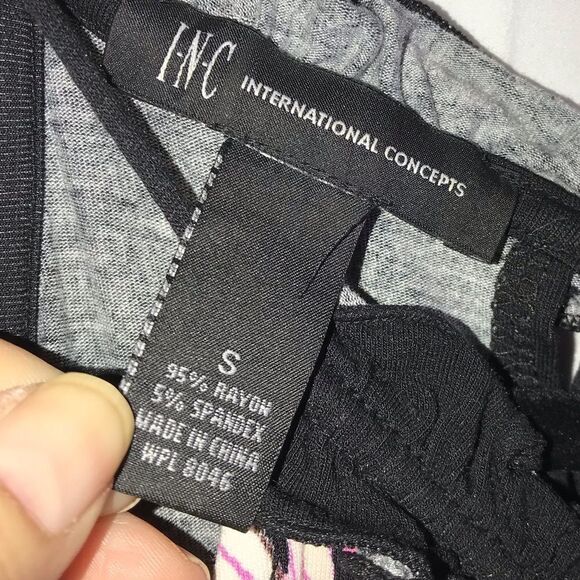 I·N·C INTERNATIONAL CONCEPTS
S
95% RAYON
5% SPANDEX
MADE IN CHINA
WPL 8046